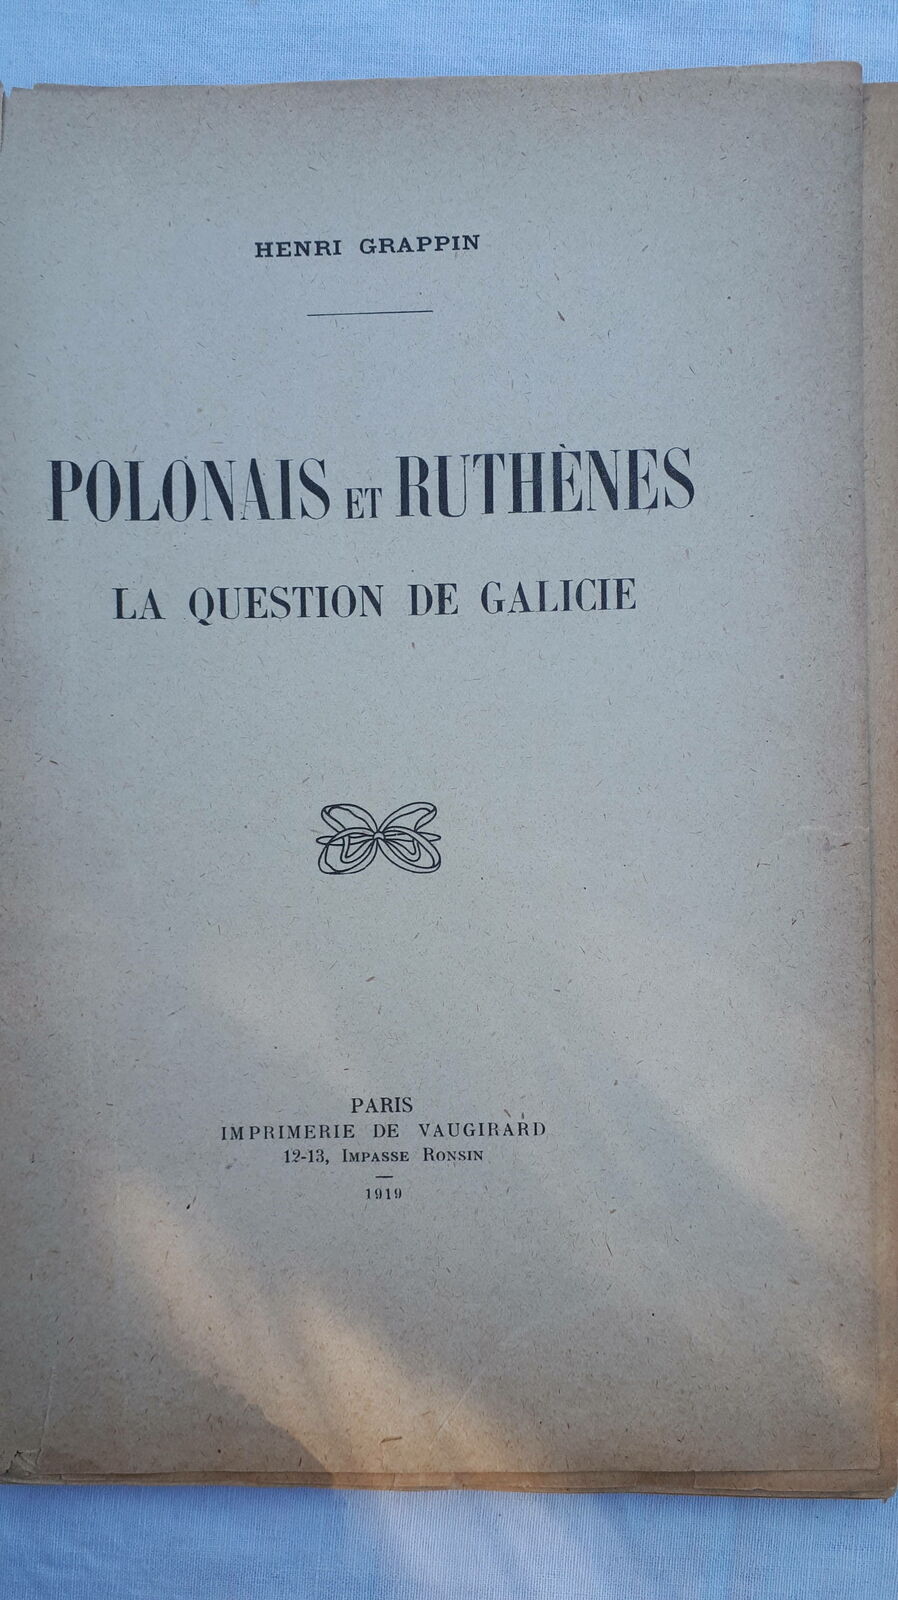 HENRI GRAPPIN
POLONAIS ET RUTHÈNES
LA QUESTION DE GALICIE
PARIS
IMPRIMERIE DE VAUGIRARD
12-13, IMPASSE RONSIN
1919